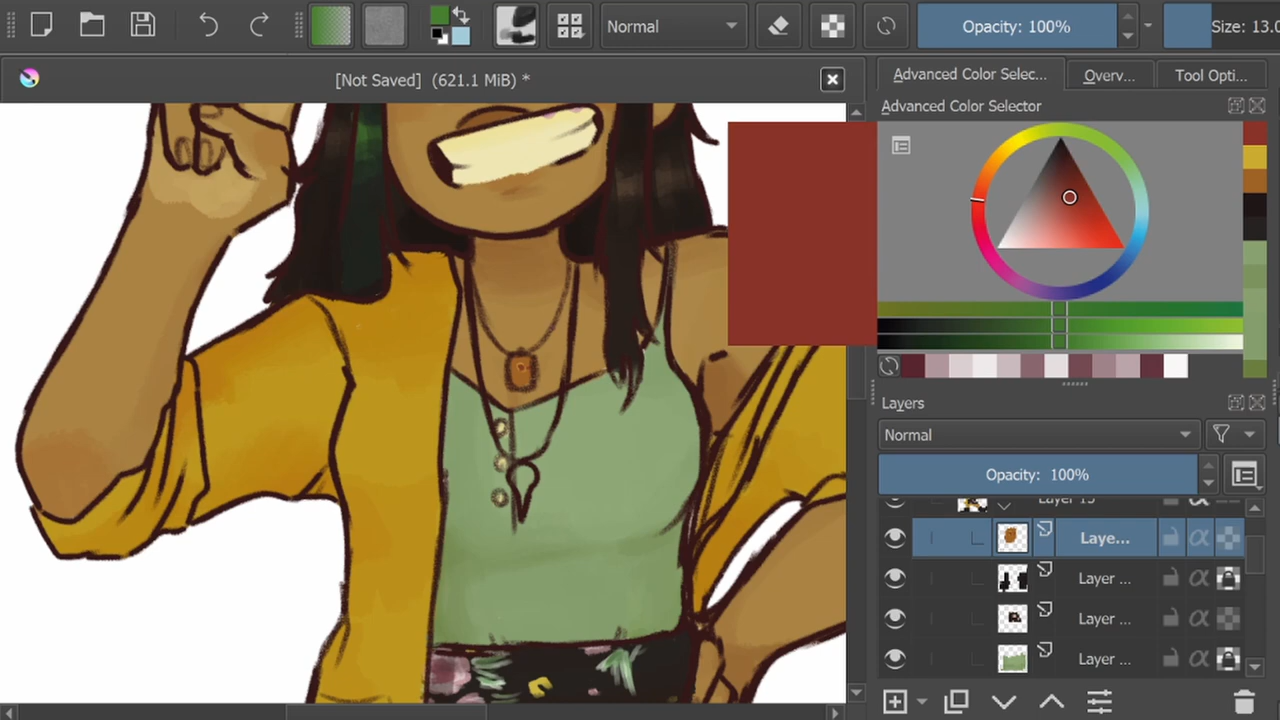 Normal
Opacity: 100%
Size: 13.0
[Not Saved] (621.1 MiB) *
Advanced Color Selec...
Overv...
Tool Opti...
Advanced Color Selector
Layers
Normal
Opacity: 100%
Layer 15
Laye...
Layer ...
Layer ...
Layer ...